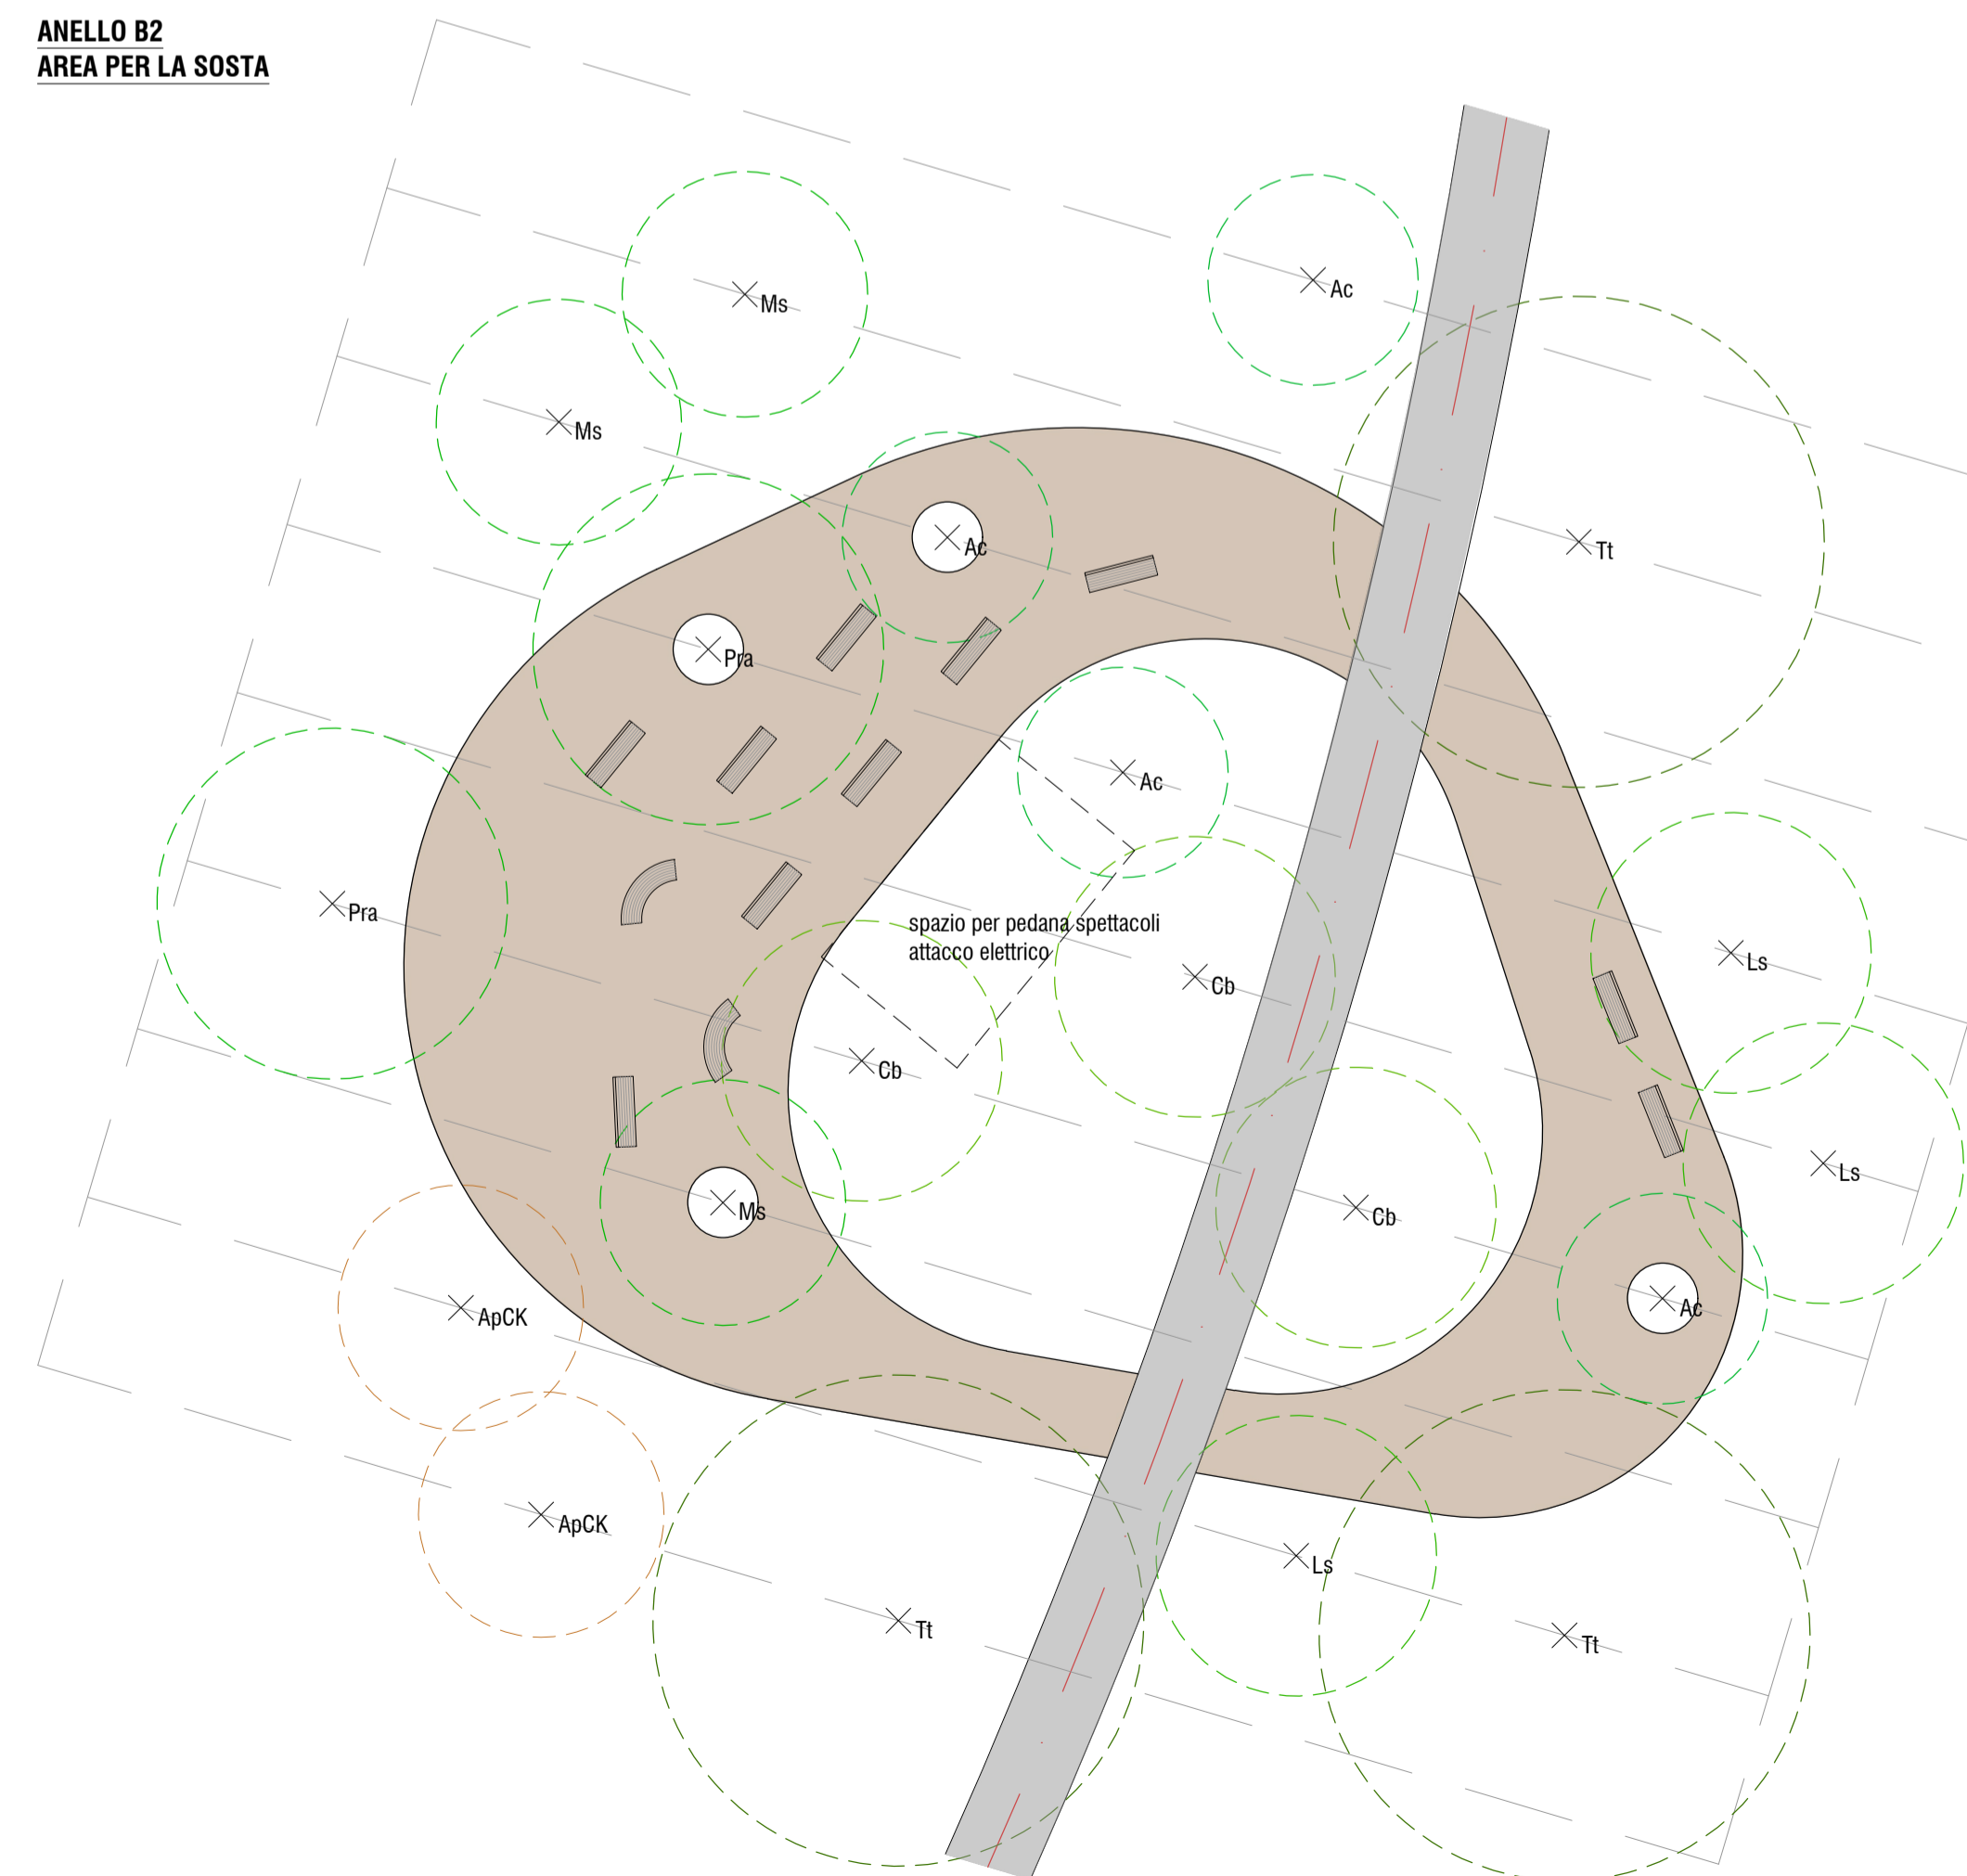 ANELLO B2
AREA PER LA SOSTA
Ms
Ac
Ms
Ac
Tt
Pra
Ac
Pra
spazio per pedana spettacoli
attacco elettrico
Ls
Cb
Cb
Ls
Ms
Cb
Ac
ApCK
ApCK
Ls
Tt
Tt